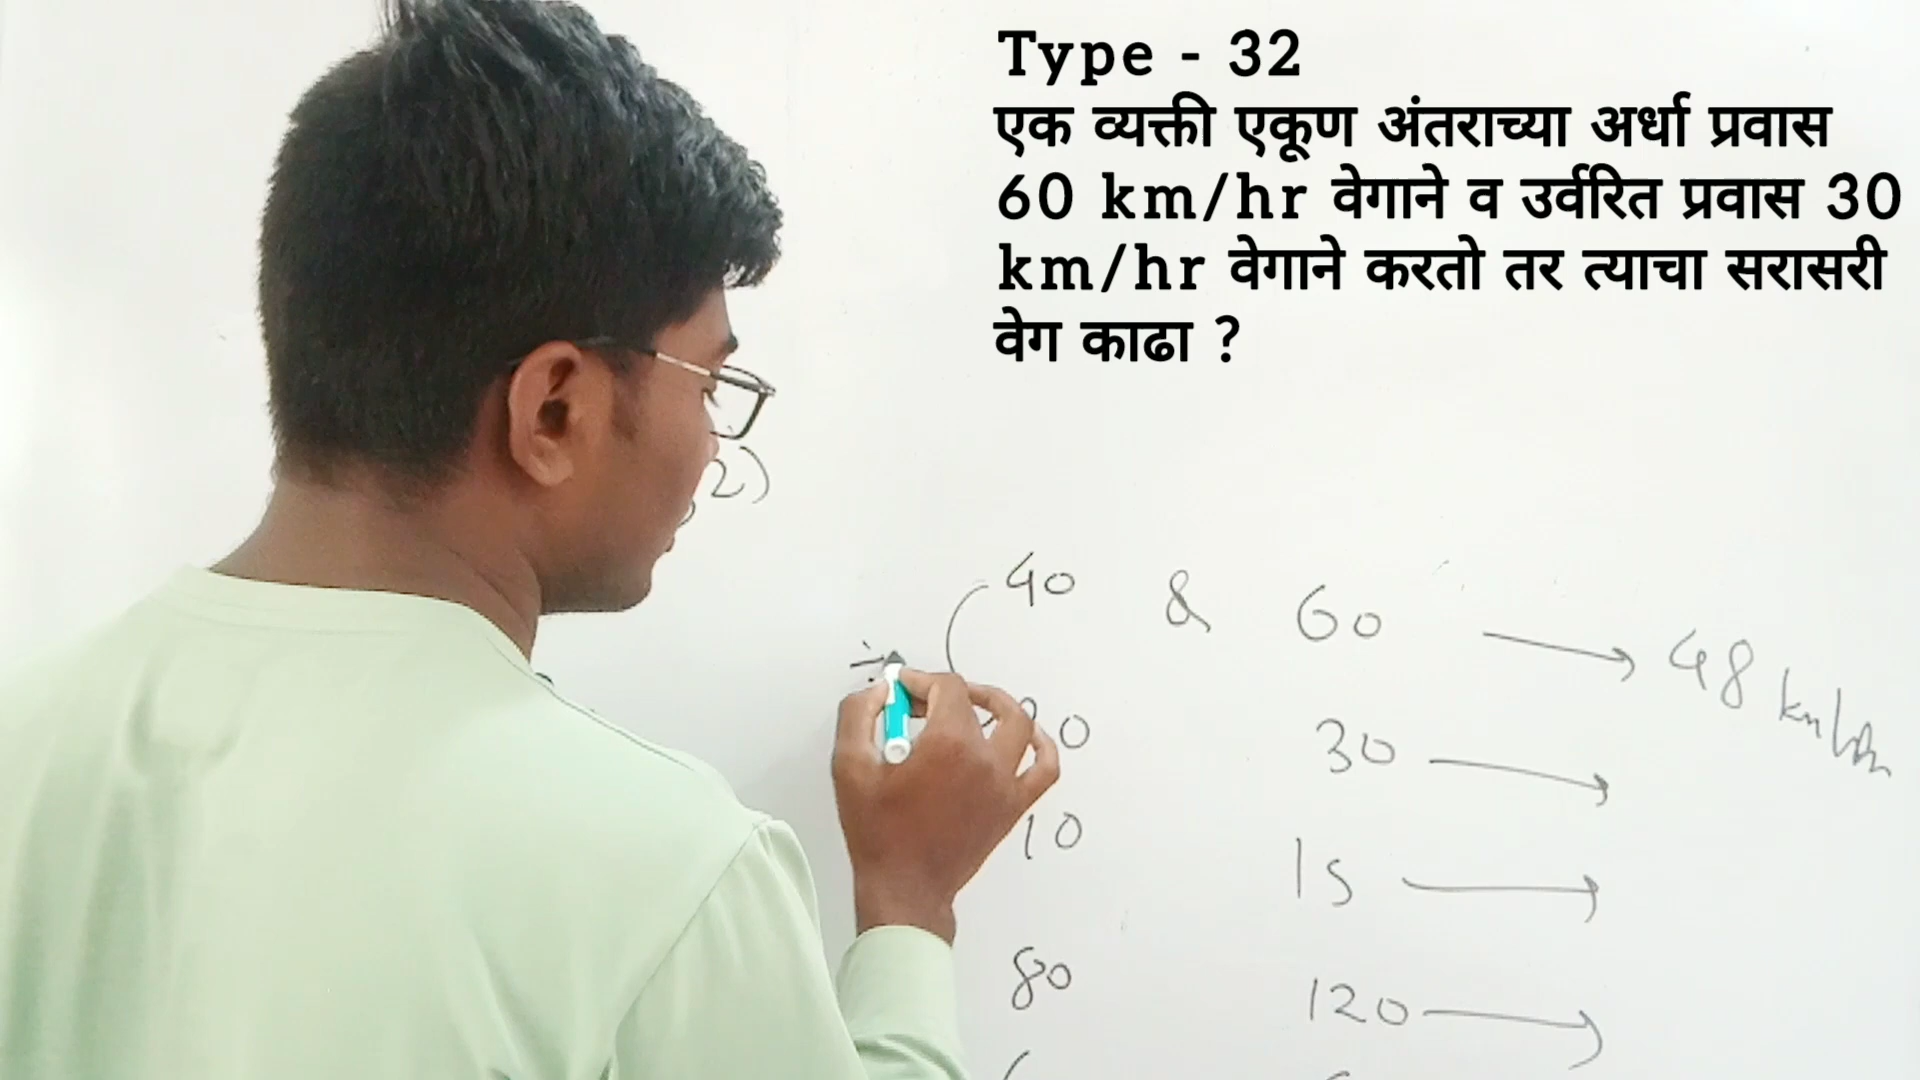 Type - 32
एक व्यक्ती एकूण अंतराच्या अर्धा प्रवास
60 km/hr वेगाने व उर्वरित प्रवास 30
km/hr वेगाने करतो तर त्याचा सरासरी
वेग काढा ?
2)
40 & 60 → 48 km/hr
30 →
10 15 →
80 120 →